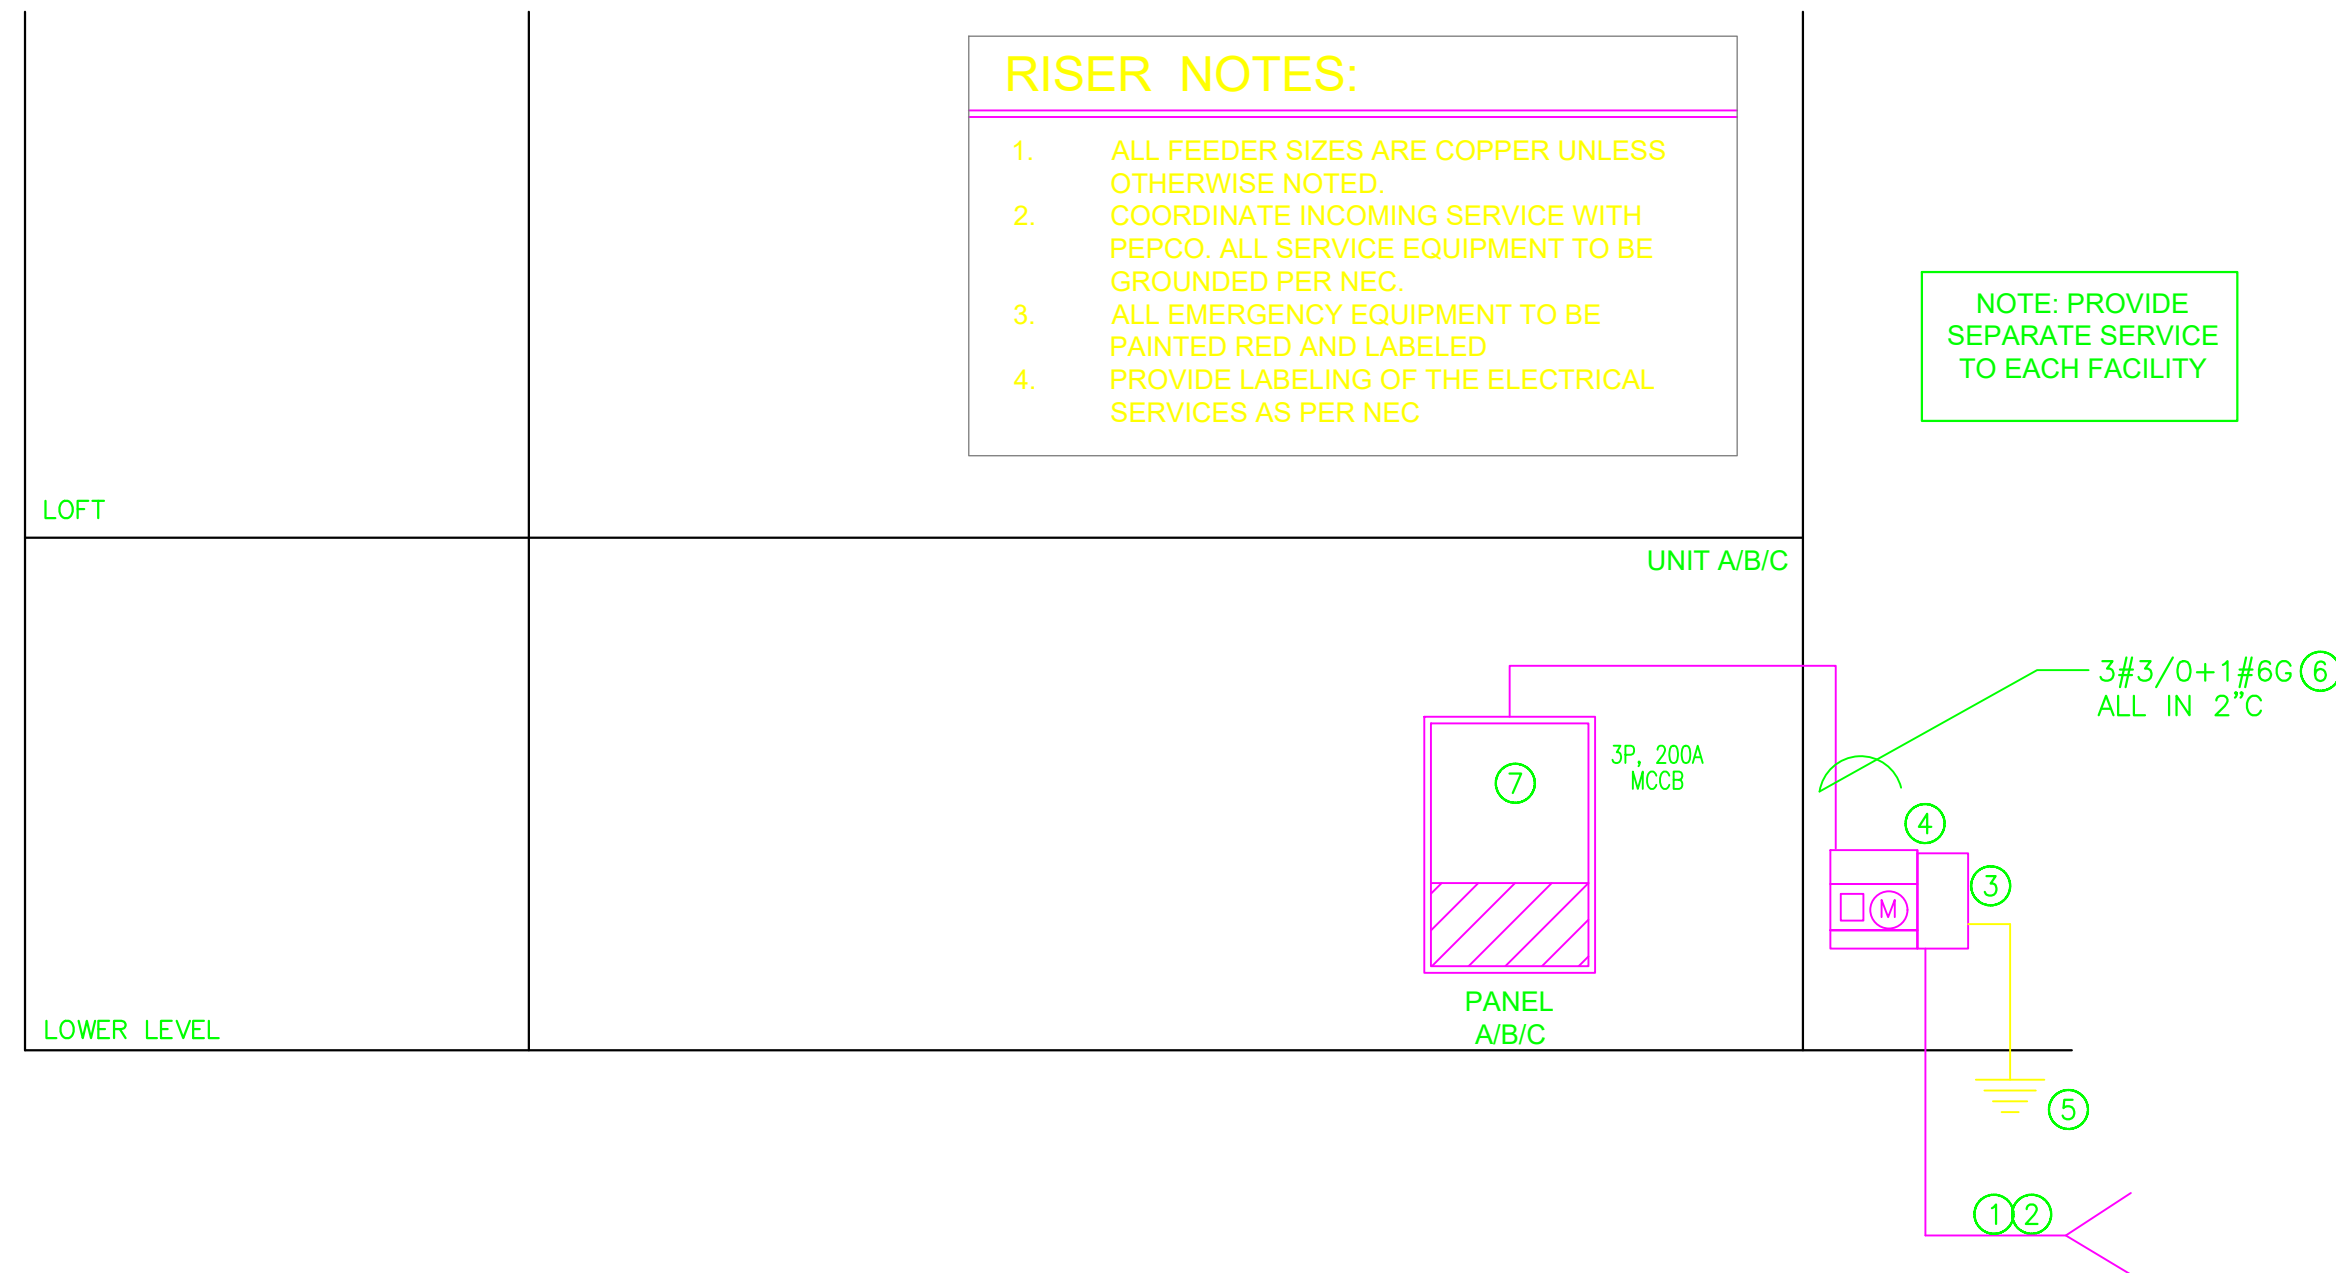 RISER NOTES:
1. ALL FEEDER SIZES ARE COPPER UNLESS
OTHERWISE NOTED.
2. COORDINATE INCOMING SERVICE WITH
PEPCO. ALL SERVICE EQUIPMENT TO BE
GROUNDED PER NEC.
3. ALL EMERGENCY EQUIPMENT TO BE
PAINTED RED AND LABELED
4. PROVIDE LABELING OF THE ELECTRICAL
SERVICES AS PER NEC
NOTE: PROVIDE
SEPARATE SERVICE
TO EACH FACILITY
LOFT
UNIT A/B/C
3#3/0+1#6G 6
ALL IN 2"C
3P, 200A
MCCB
7
4
3
M
PANEL
A/B/C
LOWER LEVEL
5
1 2